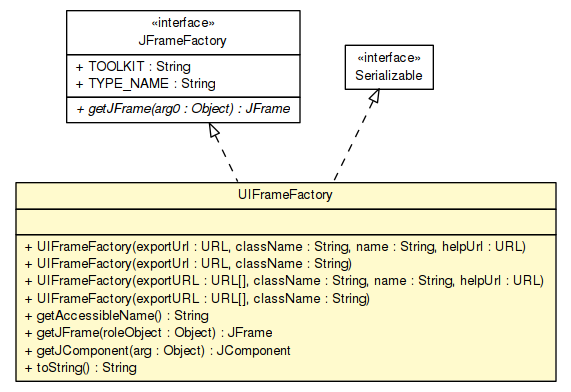 «interface»
JFrameFactory
+ TOOLKIT : String
+ TYPE_NAME : String
+ getJFrame(arg0 : Object) : JFrame
«interface»
Serializable
UIFrameFactory
+ UIFrameFactory(exportUrl : URL, className : String, name : String, helpUrl : URL)
+ UIFrameFactory(exportUrl : URL, className : String)
+ UIFrameFactory(exportURL : URL[], className : String, name : String, helpUrl : URL)
+ UIFrameFactory(exportURL : URL[], className : String)
+ getAccessibleName() : String
+ getJFrame(roleObject : Object) : JFrame
+ getJComponent(arg : Object) : JComponent
+ toString() : String